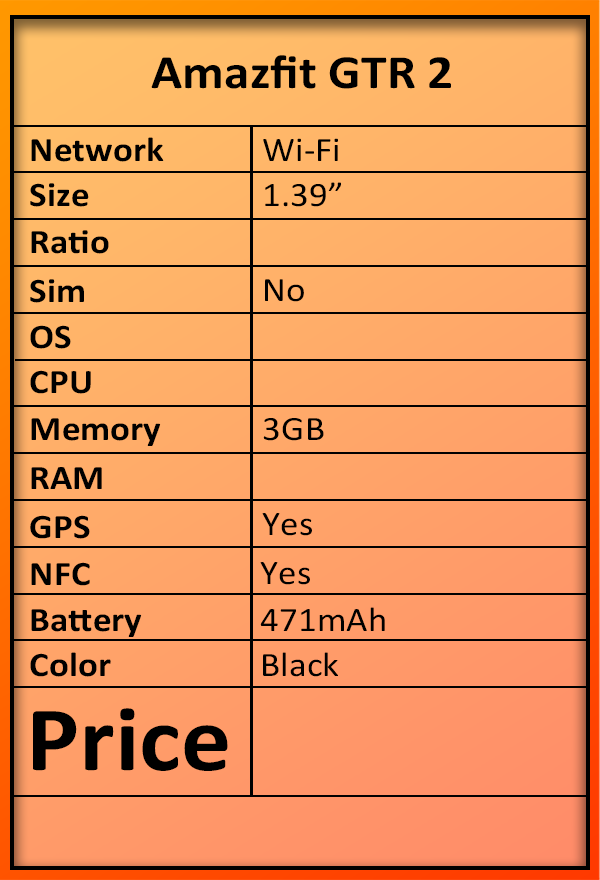 Amazfit GTR 2
Network Wi-Fi
Size 1.39”
Ratio
Sim No
OS
CPU
Memory 3GB
RAM
GPS Yes
NFC Yes
Battery 471mAh
Color Black
Price